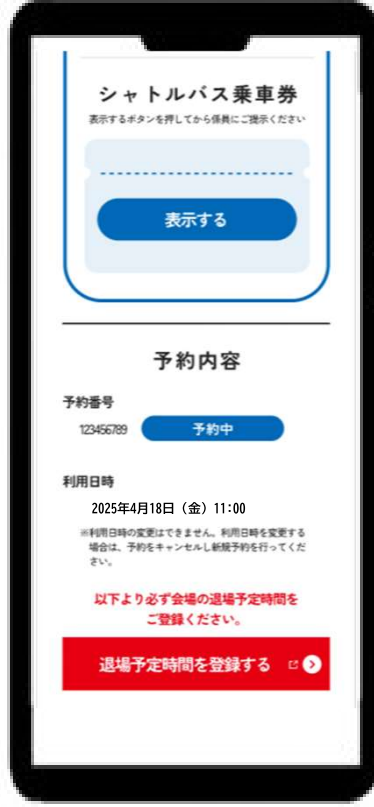 シャトルバス乗車券
表示するボタンを押してから係員にご提示ください
表示する
予約内容
予約番号
123456789 予約中
利用日時
2025年4月18日（金）11:00
※利用日時の変更はできません。利用日時を変更する
場合は、予約をキャンセルし新規予約を行ってくだ
さい。
以下より必ず会場の退場予定時間を
ご登録ください。
退場予定時間を登録する